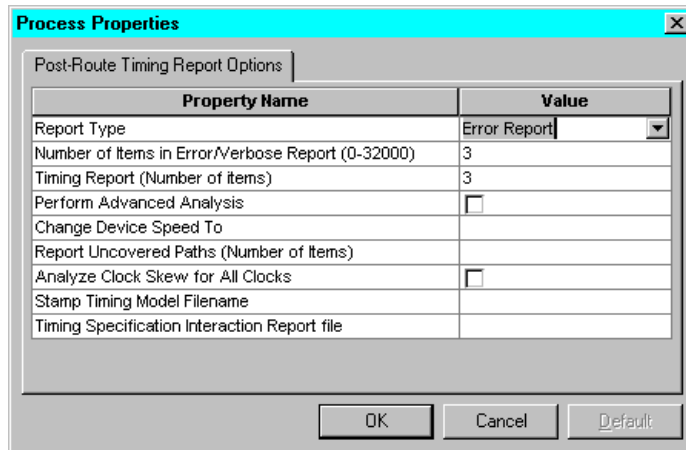 Process Properties
Post-Route Timing Report Options
Property Name Value
Report Type Error Report
Number of Items in Error/Verbose Report (0-32000) 3
Timing Report (Number of items) 3
Perform Advanced Analysis
Change Device Speed To
Report Uncovered Paths (Number of Items)
Analyze Clock Skew for All Clocks
Stamp Timing Model Filename
Timing Specification Interaction Report file
OK Cancel Default